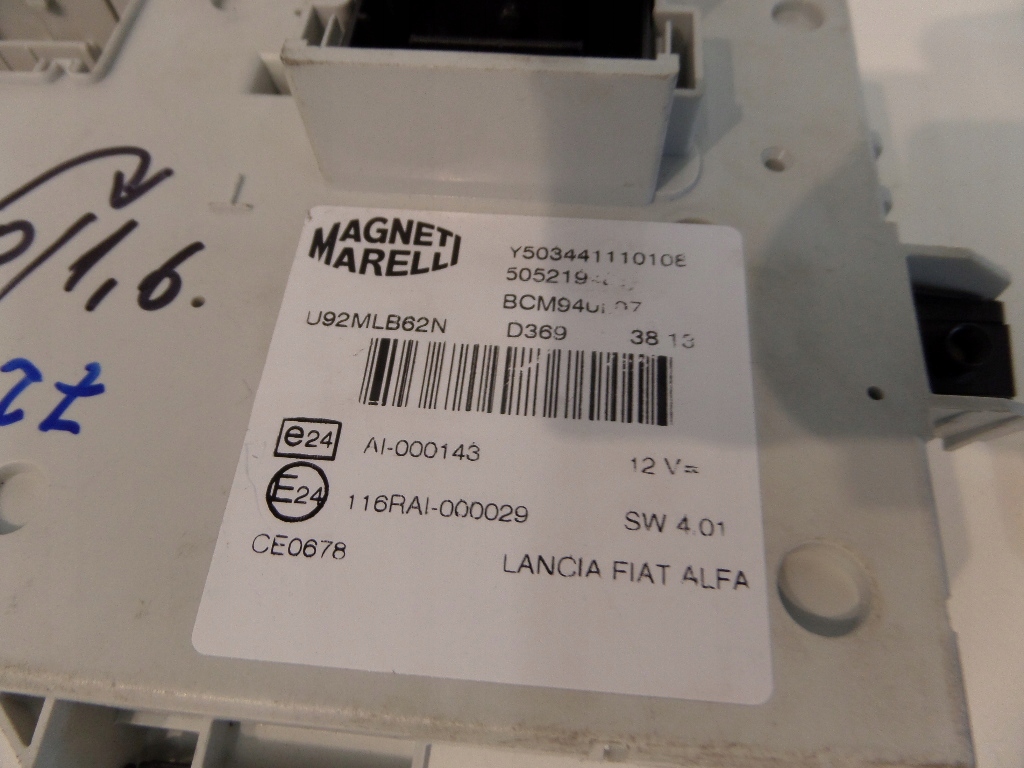 MAGNETI
MARELLI
Y503441110108
U92MLB62N
D369 38 13
e24 AI-000143 12 V=
E24 116RAI-000029 SW 4.01
CE0678
LANCIA FIAT ALFA
/1,6.